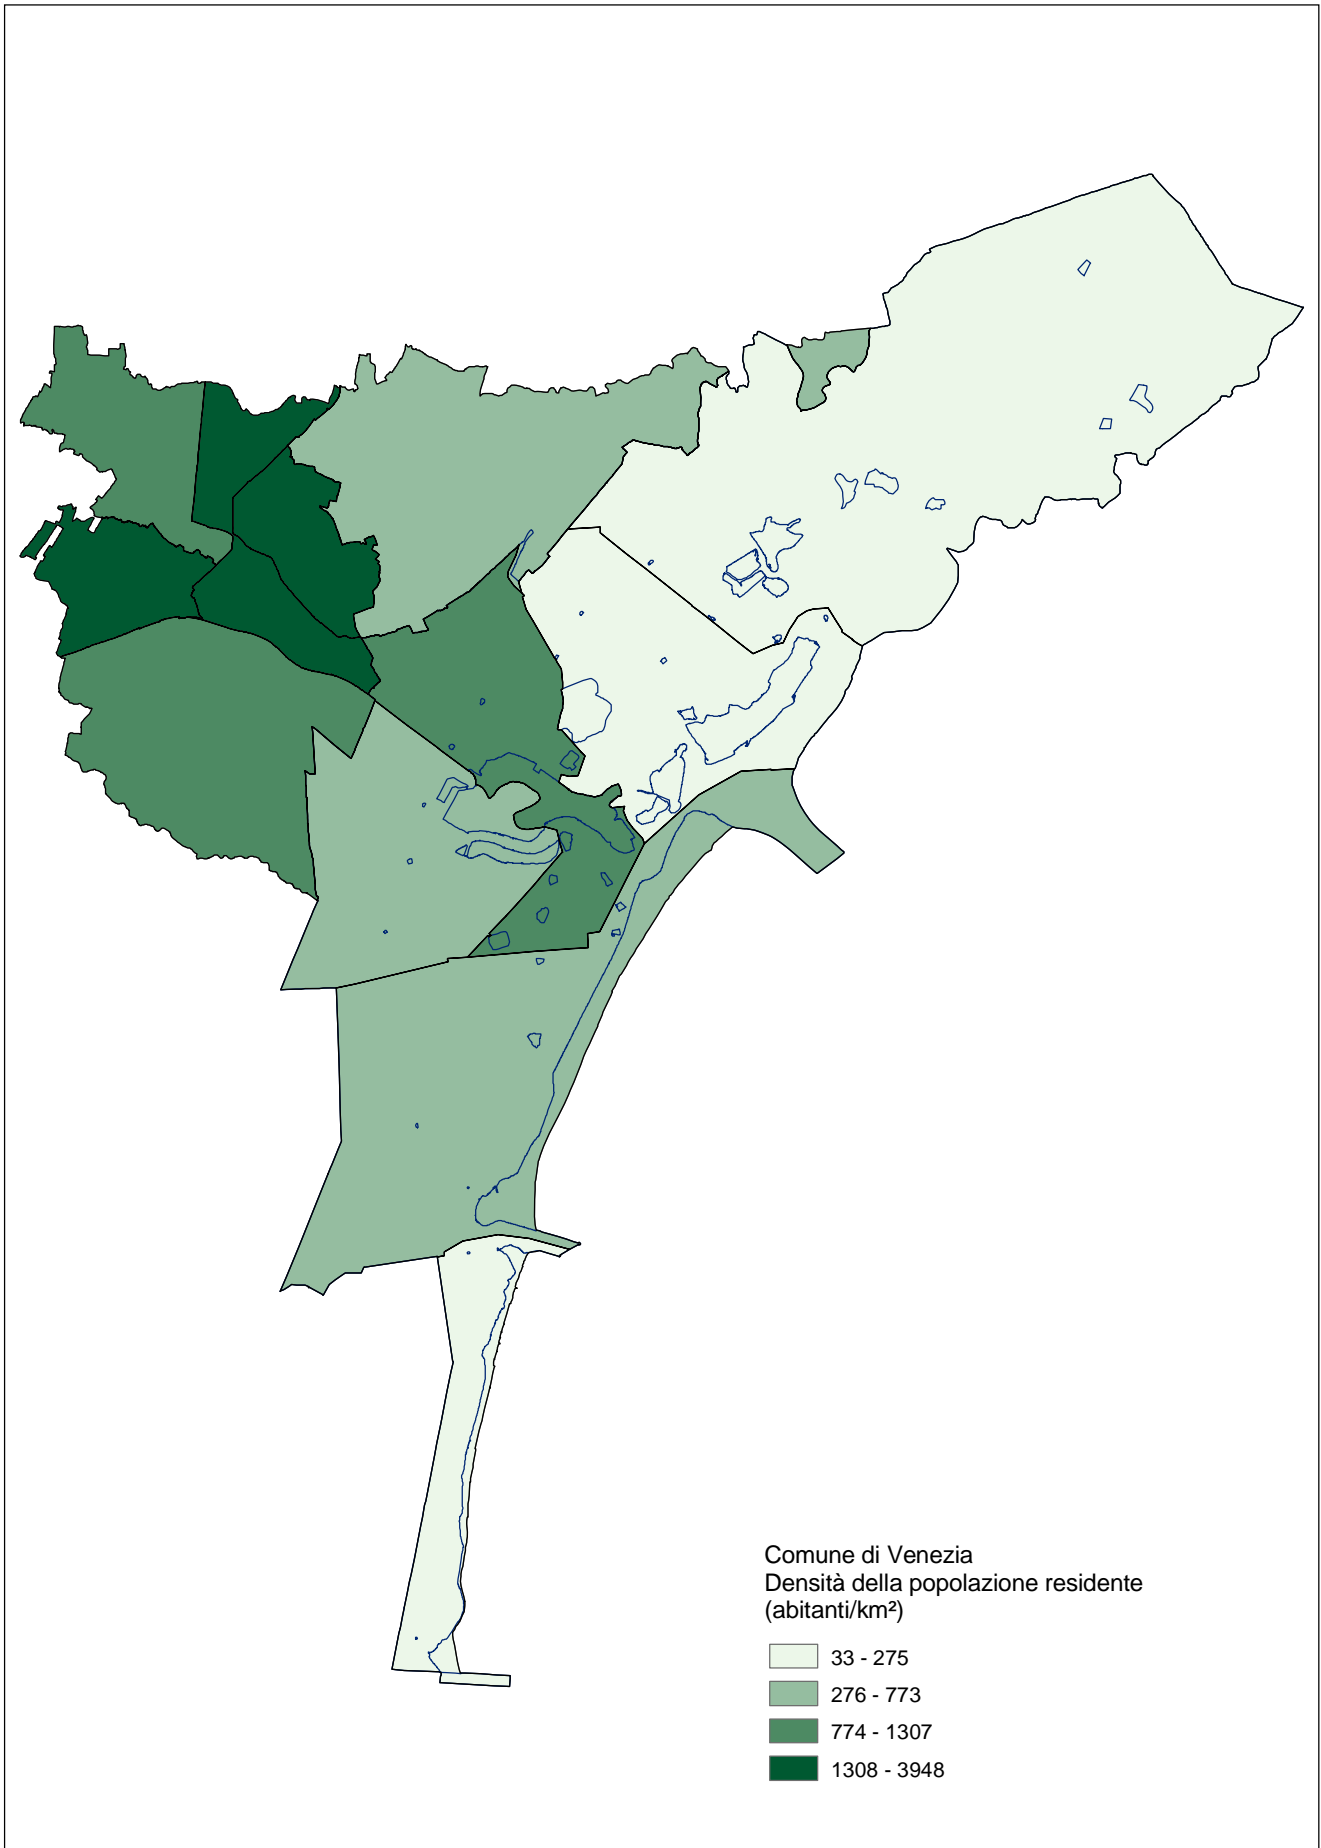 Comune di Venezia
Densità della popolazione residente
(abitanti/km²)
33 - 275
276 - 773
774 - 1307
1308 - 3948